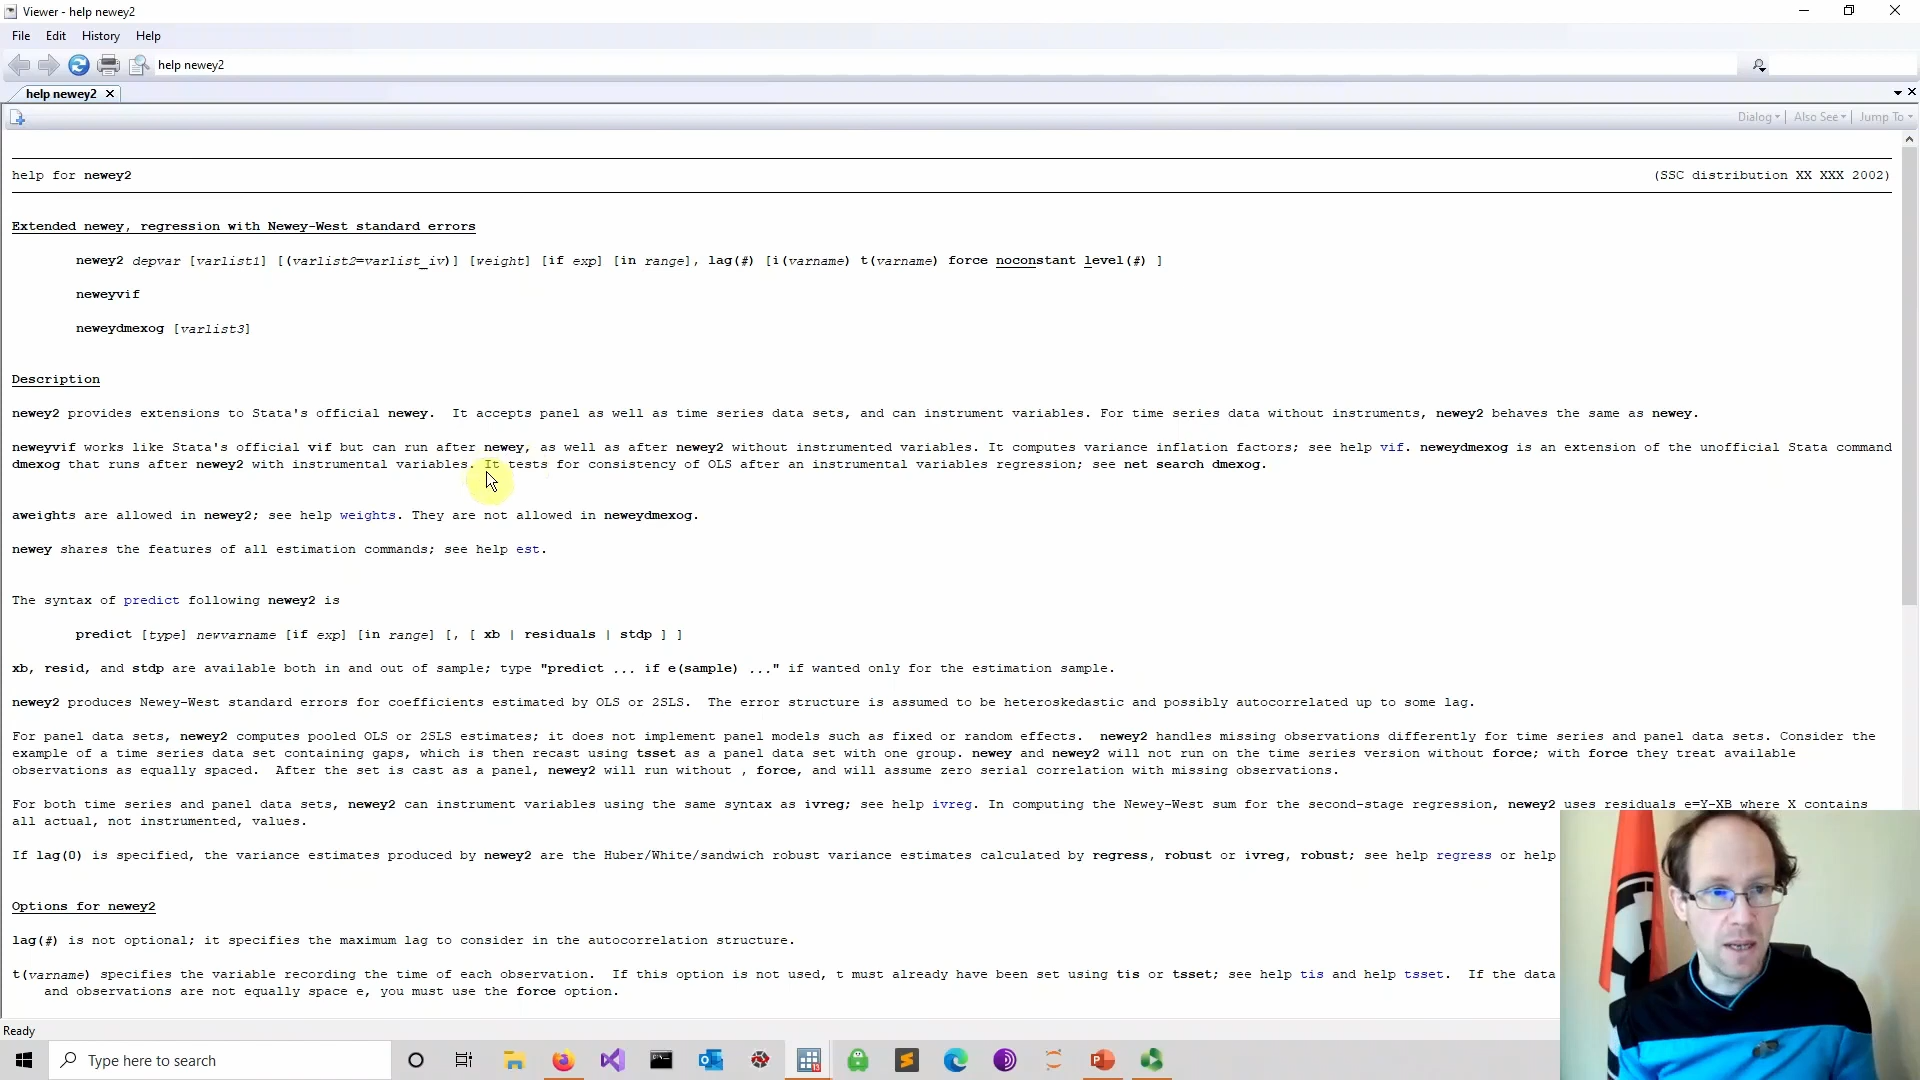 Viewer - help newey2
File Edit History Help
help newey2
help newey2
Dialog Also See Jump To
help for newey2 (SSC distribution XX XXX 2002)
Extended newey, regression with Newey-West standard errors
newey2 depvar [varlist1] [(varlist2=varlist_iv)] [weight] [if exp] [in range], lag(#) [i(varname) t(varname) force noconstant level(#) ]
neweyvif
neweydmexog [varlist3]
Description
newey2 provides extensions to Stata's official newey. It accepts panel as well as time series data sets, and can instrument variables. For time series data without instruments, newey2 behaves the same as newey.
neweyvif works like Stata's official vif but can run after newey, as well as after newey2 without instrumented variables. It computes variance inflation factors; see help vif. neweydmexog is an extension of the unofficial Stata command
dmexog that runs after newey2 with instrumental variables. It tests for consistency of OLS after an instrumental variables regression; see net search dmexog.
aweights are allowed in newey2; see help weights. They are not allowed in neweydmexog.
newey shares the features of all estimation commands; see help est.
The syntax of predict following newey2 is
predict [type] newvarname [if exp] [in range] [, [ xb | residuals | stdp ] ]
xb, resid, and stdp are available both in and out of sample; type "predict ... if e(sample) ..." if wanted only for the estimation sample.
newey2 produces Newey-West standard errors for coefficients estimated by OLS or 2SLS. The error structure is assumed to be heteroskedastic and possibly autocorrelated up to some lag.
For panel data sets, newey2 computes pooled OLS or 2SLS estimates; it does not implement panel models such as fixed or random effects. newey2 handles missing observations differently for time series and panel data sets. Consider the
example of a time series data set containing gaps, which is then recast using tsset as a panel data set with one group. newey and newey2 will not run on the time series version without force; with force they treat available
observations as equally spaced. After the set is cast as a panel, newey2 will run without , force, and will assume zero serial correlation with missing observations.
For both time series and panel data sets, newey2 can instrument variables using the same syntax as ivreg; see help ivreg. In computing the Newey-West sum for the second-stage regression, newey2 uses residuals e=Y-XB where X contains
all actual, not instrumented, values.
If lag(0) is specified, the variance estimates produced by newey2 are the Huber/White/sandwich robust variance estimates calculated by regress, robust or ivreg, robust; see help regress or help
Options for newey2
lag(#) is not optional; it specifies the maximum lag to consider in the autocorrelation structure.
t(varname) specifies the variable recording the time of each observation. If this option is not used, t must already have been set using tis or tsset; see help tis and help tsset. If the data
and observations are not equally space e, you must use the force option.
Ready
Type here to search